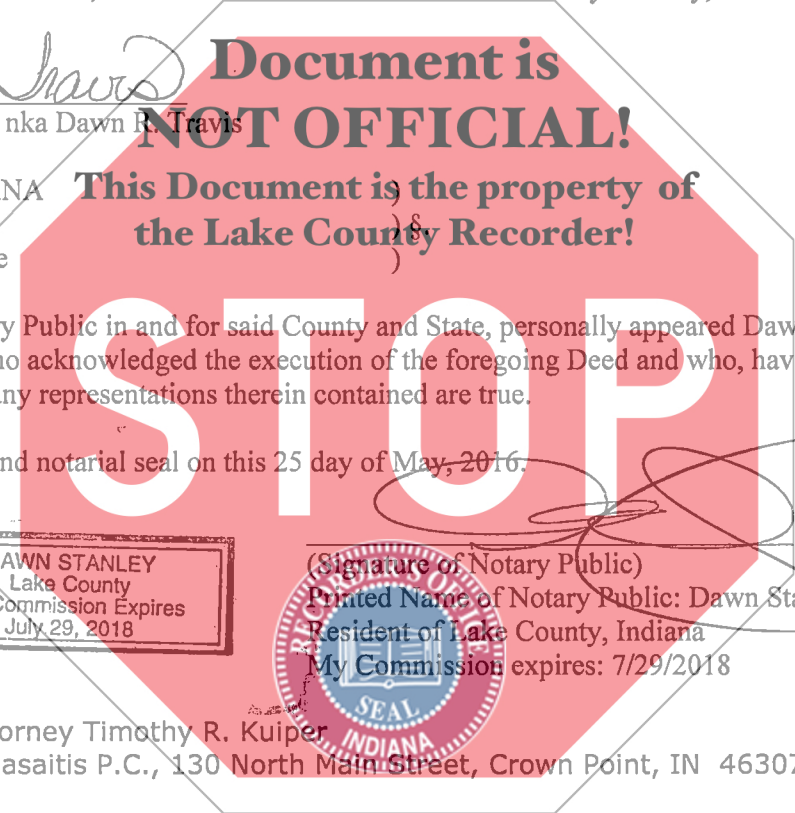 Travis
Document is
NOT OFFICIAL!
nka Dawn R. Travis
This Document is the property of
the Lake County Recorder!
NA )
) §.
e )
y Public in and for said County and State, personally appeared Daw
o acknowledged the execution of the foregoing Deed and who, hav
ny representations therein contained are true.
STOP
nd notarial seal on this 25 day of May, 2016.
AWN STANLEY
Lake County
Commission Expires
July 29, 2018
(Signature of Notary Public)
Printed Name of Notary Public: Dawn Sta
Resident of Lake County, Indiana
My Commission expires: 7/29/2018
RECORDER'S OFFICE
SEAL
INDIANA
orney Timothy R. Kuiper
asaitis P.C., 130 North Main Street, Crown Point, IN 46307